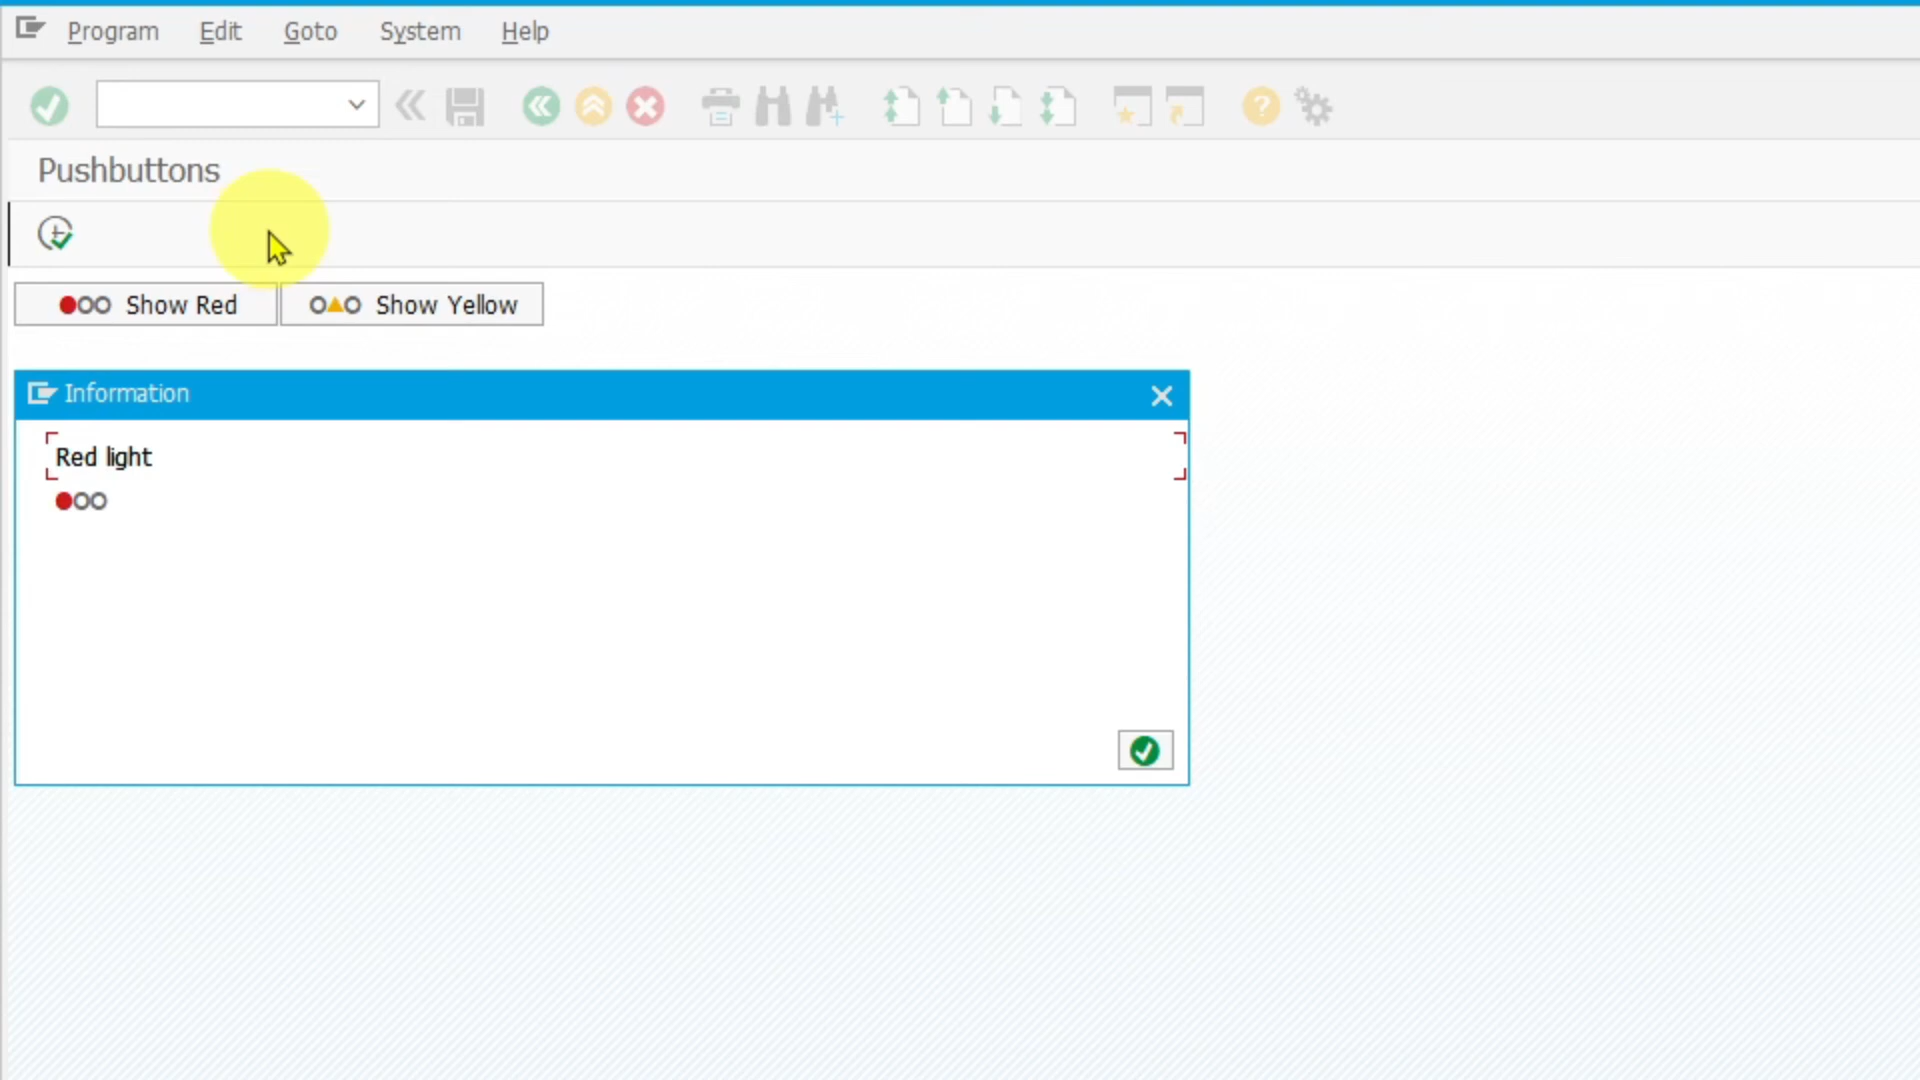 Program Edit Goto System Help
Pushbuttons
Show Red Show Yellow
Information
Red light